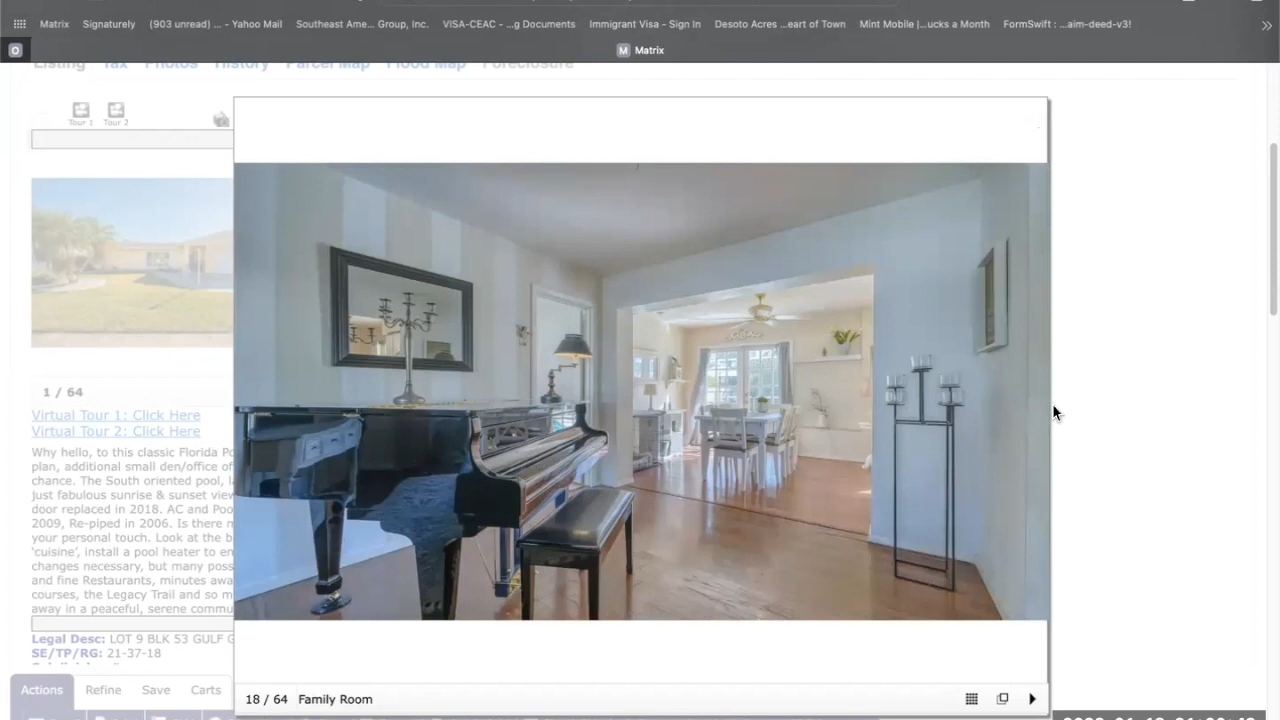 Matrix Signaturely (903 unread) ... - Yahoo Mail Southeast Ame... Group, Inc. VISA-CEAC - ...g Documents Immigrant Visa - Sign In Desoto Acres ...eart of Town Mint Mobile |...ucks a Month FormSwift : ...aim-deed-v3!
O M Matrix
Listing Tax Photos History Parcel Map Flood Map Foreclosure
Tour 1 Tour 2
1 / 64
Virtual Tour 1: Click Here
Virtual Tour 2: Click Here
Why hello, to this classic Florida Po
plan, additional small den/office of
chance. The South oriented pool, l
just fabulous sunrise & sunset view
door replaced in 2018. AC and Poo
2009, Re-piped in 2006. Is there n
your personal touch. Look at the b
'cuisine', install a pool heater to en
changes necessary, but many poss
and fine Restaurants, minutes awa
courses, the Legacy Trail and so m
away in a peaceful, serene commu
Legal Desc: LOT 9 BLK 53 GULF G
SE/TP/RG: 21-37-18
Actions Refine Save Carts
18 / 64 Family Room